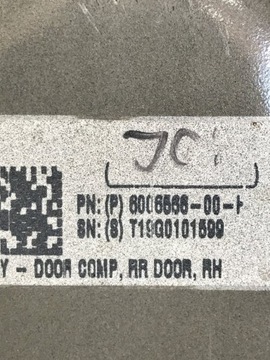 JC
PN: (P) 6006566-00-H
SN: (S) T19G0101599
Y - DOOR COMP, RR DOOR, RH